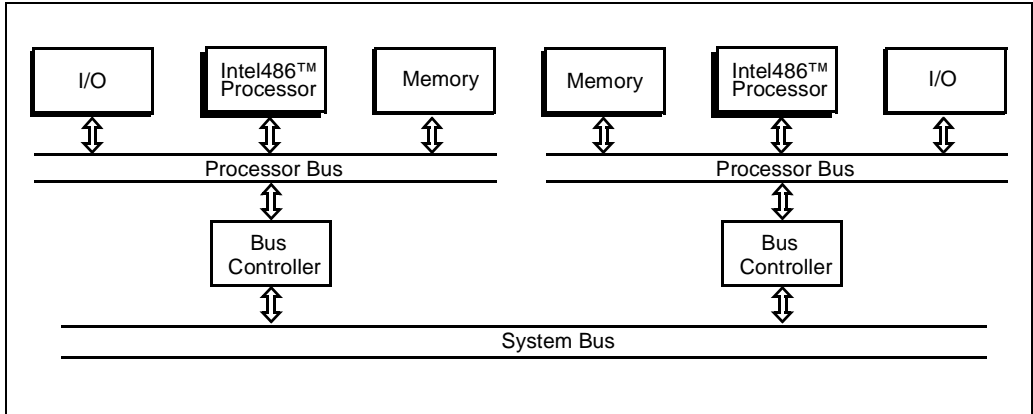 I/O
Intel486™
Processor
Memory
Memory
Intel486™
Processor
I/O
Processor Bus
Processor Bus
Bus
Controller
Bus
Controller
System Bus